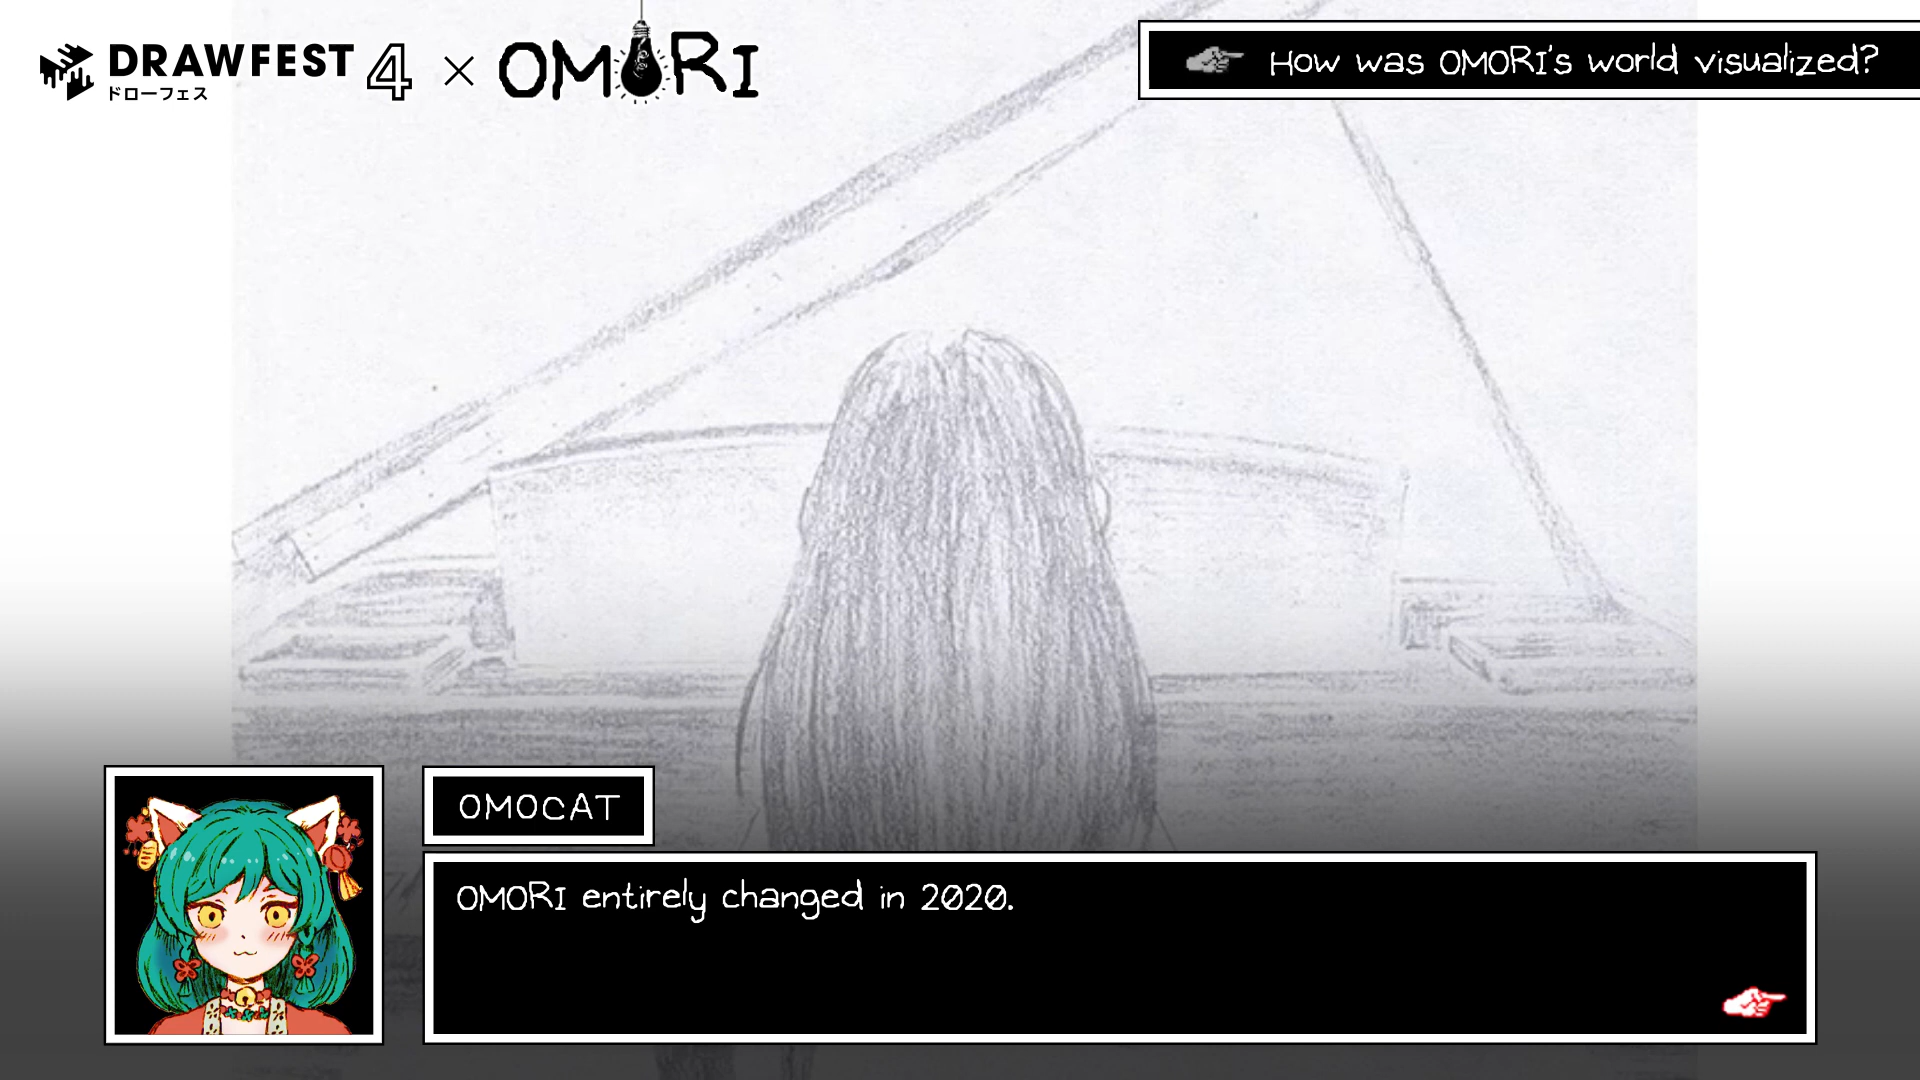 DRAWFEST 4 × OMORI
ドローフェス
How was OMORI's world visualized?
OMOCAT
OMORI entirely changed in 2020.